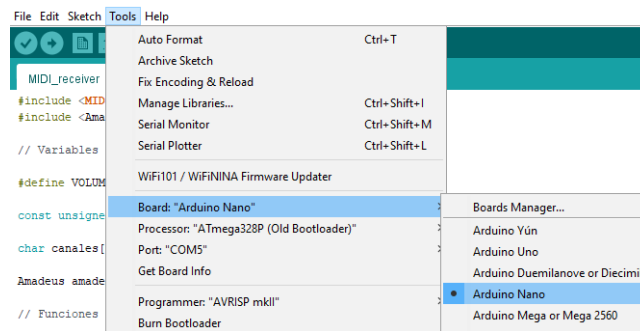 File Edit Sketch Tools Help
MIDI_receiver
#include <MID
#include <Ama
// Variables
#define VOLUM
const unsigne
char canales[
Amadeus amade
// Funciones
Auto Format Ctrl+T
Archive Sketch
Fix Encoding & Reload
Manage Libraries... Ctrl+Shift+I
Serial Monitor Ctrl+Shift+M
Serial Plotter Ctrl+Shift+L
WiFi101 / WiFiNINA Firmware Updater
Board: "Arduino Nano"
Processor: "ATmega328P (Old Bootloader)"
Port: "COM5"
Get Board Info
Programmer: "AVRISP mkII"
Burn Bootloader
Boards Manager...
Arduino Yún
Arduino Uno
Arduino Duemilanove or Diecimi
Arduino Nano
Arduino Mega or Mega 2560